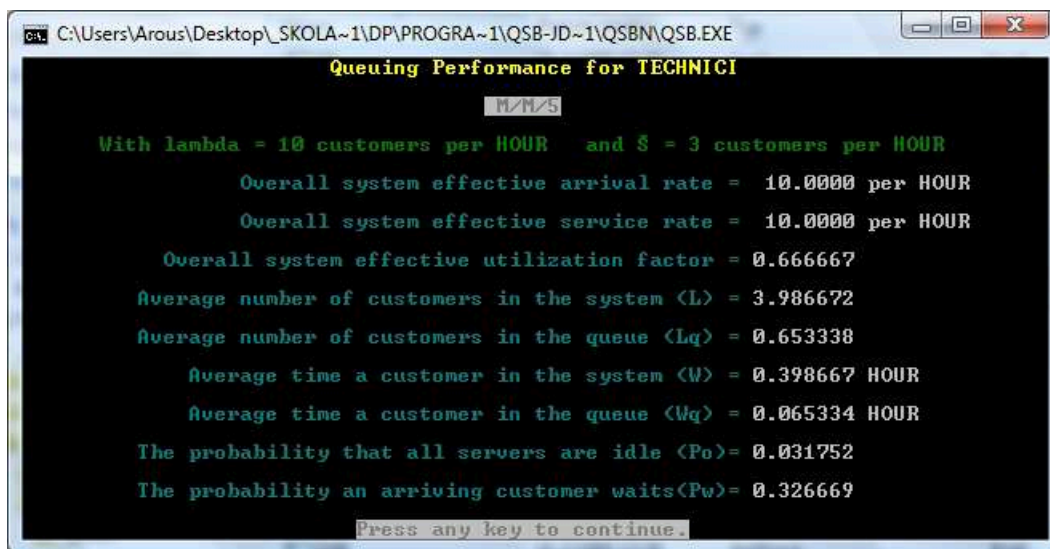 C:\Users\Arous\Desktop\_SKOLA~1\DP\PROGRA~1\QSB-JD~1\QSBN\QSB.EXE
Queuing Performance for TECHNICI
M/M/5
With lambda = 10 customers per HOUR and Š = 3 customers per HOUR
Overall system effective arrival rate = 10.0000 per HOUR
Overall system effective service rate = 10.0000 per HOUR
Overall system effective utilization factor = 0.666667
Average number of customers in the system (L) = 3.986672
Average number of customers in the queue (Lq) = 0.653338
Average time a customer in the system (W) = 0.398667 HOUR
Average time a customer in the queue (Wq) = 0.065334 HOUR
The probability that all servers are idle (Po)= 0.031752
The probability an arriving customer waits(Pw)= 0.326669
Press any key to continue.